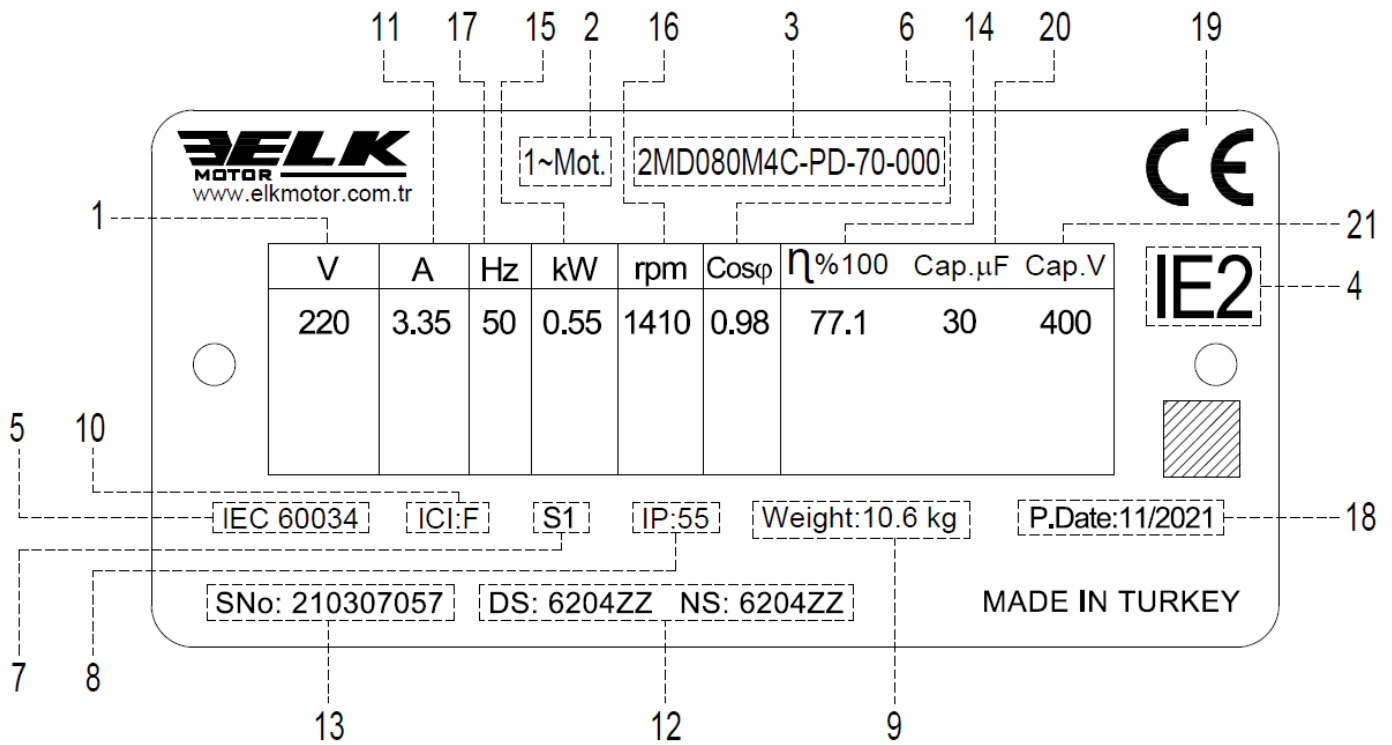 11 17 15 2 16 3 6 14 20 19
ELK
MOTOR
www.elkmotor.com.tr
1~Mot. 2MD080M4C-PD-70-000
CE
1 21
V A Hz kW rpm Cosφ η%100 Cap.µF Cap.V
IE2 4
220 3.35 50 0.55 1410 0.98 77.1 30 400
5 10
IEC 60034 ICI:F S1 IP:55 Weight:10.6 kg P.Date:11/2021 18
SNo: 210307057 DS: 6204ZZ NS: 6204ZZ MADE IN TURKEY
7 8 13 12 9